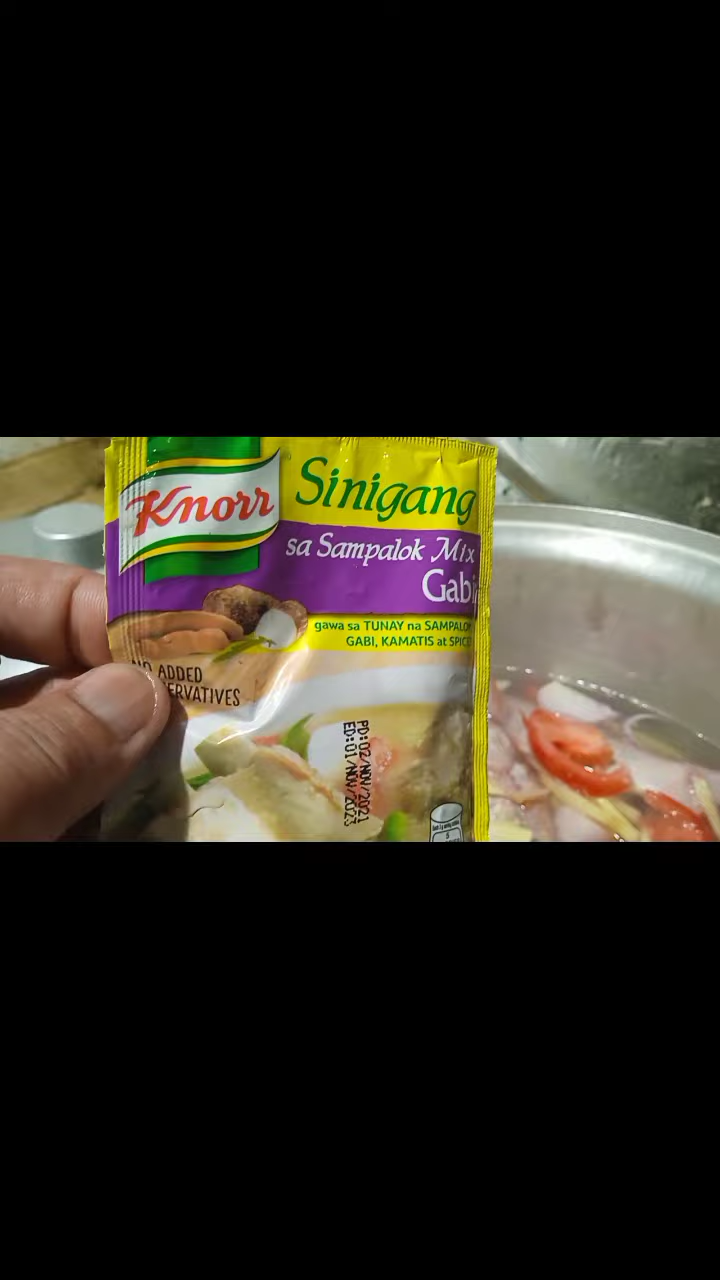 Knorr
Sinigang
sa Sampalok Mix
Gabi
gawa sa TUNAY na SAMPALO
GABI, KAMATIS at SPICE
NO ADDED
ERVATIVES
PD:02/NOV/2021
ED:01/NOV/2023